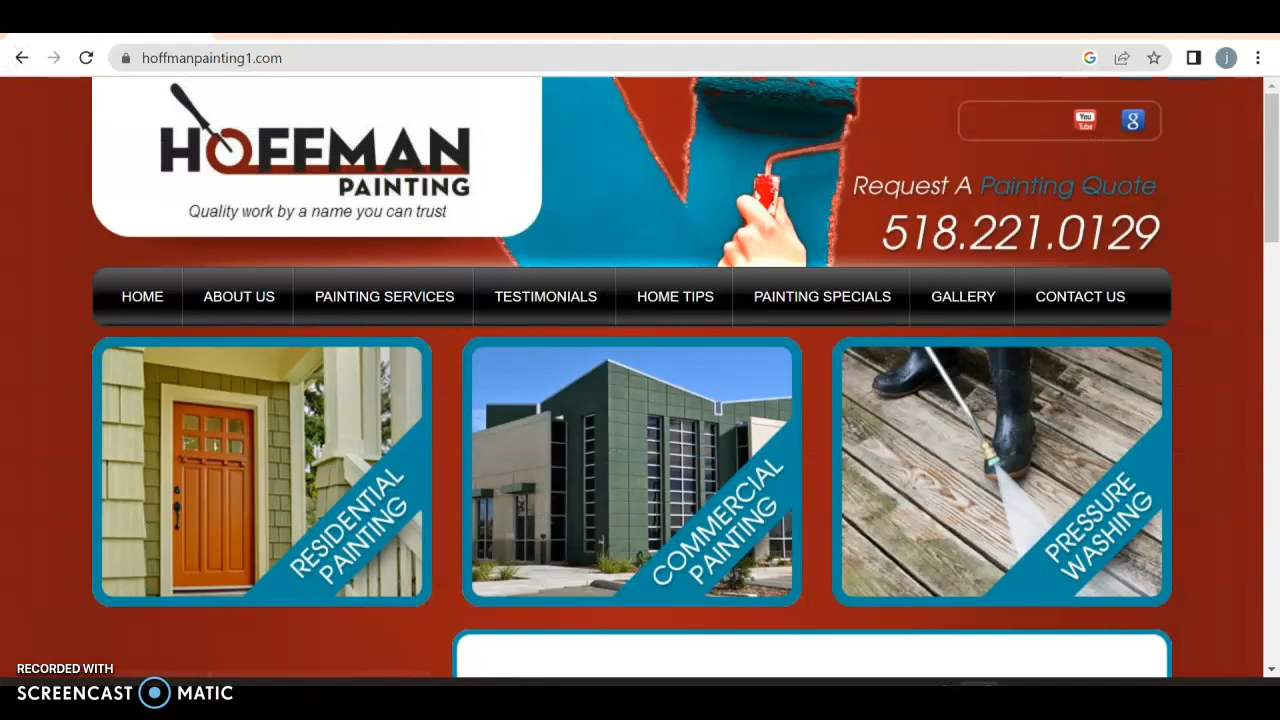 hoffmanpainting1.com
j
HOFFMAN
PAINTING
Quality work by a name you can trust
You
Tube
g
Request A Painting Quote
518.221.0129
HOME
ABOUT US
PAINTING SERVICES
TESTIMONIALS
HOME TIPS
PAINTING SPECIALS
GALLERY
CONTACT US
RESIDENTIAL
PAINTING
COMMERCIAL
PAINTING
PRESSURE
WASHING
RECORDED WITH
SCREENCAST MATIC